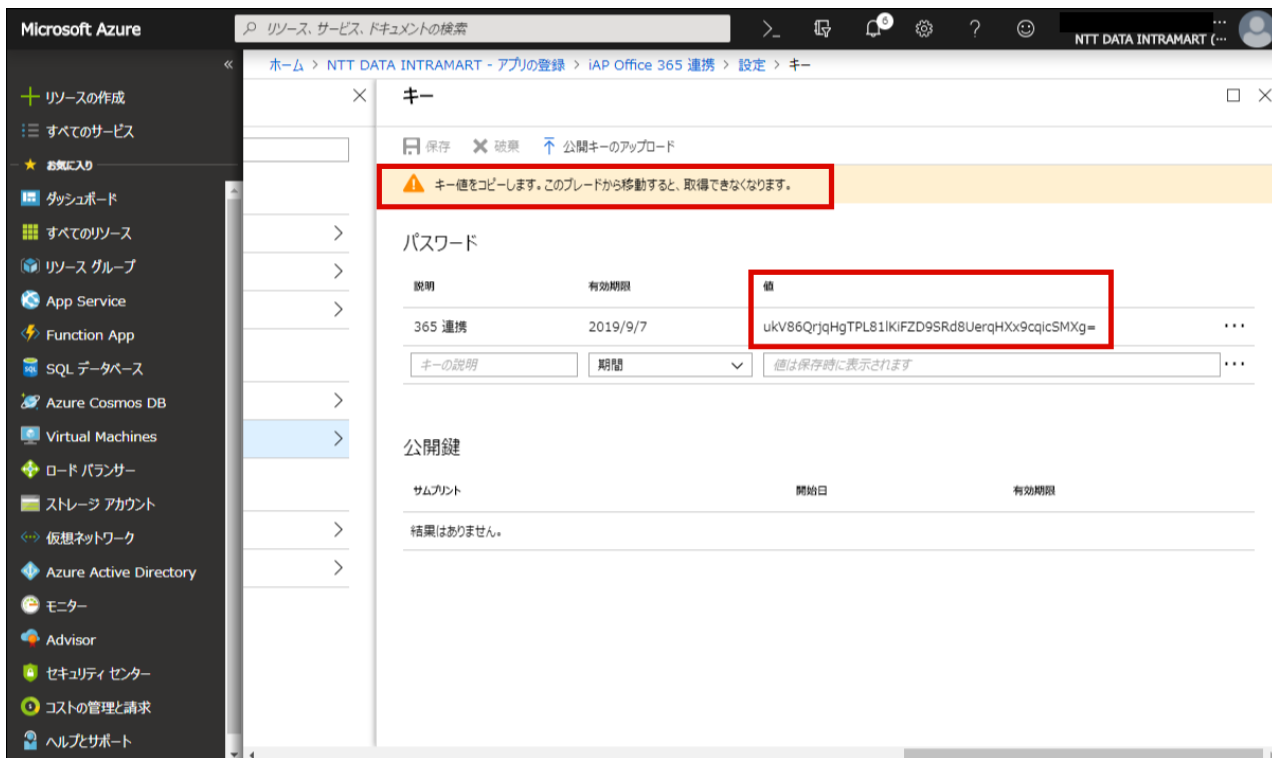 Microsoft Azure
リソース、サービス、ドキュメントの検索
6
NTT DATA INTRAMART (…
ホーム > NTT DATA INTRAMART - アプリの登録 > iAP Office 365 連携 > 設定 > キー
リソースの作成
すべてのサービス
お気に入り
ダッシュボード
すべてのリソース
リソース グループ
App Service
Function App
SQL データベース
Azure Cosmos DB
Virtual Machines
ロード バランサー
ストレージ アカウント
仮想ネットワーク
Azure Active Directory
モニター
Advisor
セキュリティ センター
コストの管理と請求
ヘルプとサポート
キー
保存 破棄 公開キーのアップロード
キー値をコピーします。このブレードから移動すると、取得できなくなります。
パスワード
説明 有効期限 値
365 連携 2019/9/7 ukV86QrjqHgTPL81lKiFZD9SRd8UerqHXx9cqicSMXg=
キーの説明 期間 値は保存時に表示されます
公開鍵
サムプリント 開始日 有効期限
結果はありません。